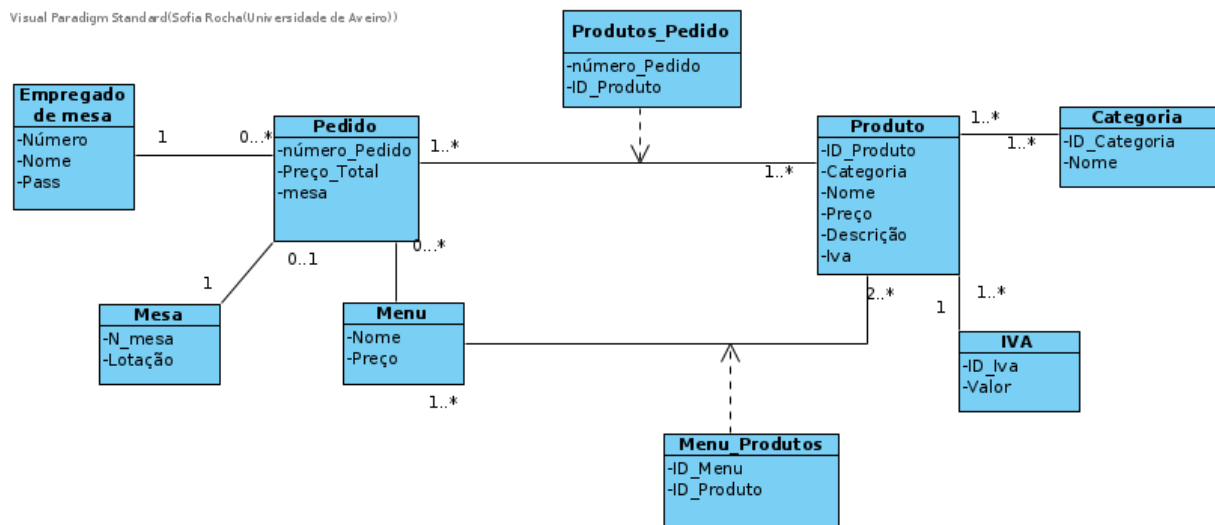 Visual Paradigm Standard(Sofia Rocha(Universidade de Aveiro))
Produtos_Pedido
-número_Pedido
-ID_Produto
Empregado
de mesa
-Número
-Nome
-Pass
1
0...*
Pedido
-número_Pedido
-Preço_Total
-mesa
1..*
1..*
Produto
-ID_Produto
-Categoria
-Nome
-Preço
-Descrição
-Iva
1..*
1..*
Categoria
-ID_Categoria
-Nome
0..1
1
0...*
Mesa
-N_mesa
-Lotação
Menu
-Nome
-Preço
1..*
2..*
1
1..*
IVA
-ID_Iva
-Valor
Menu_Produtos
-ID_Menu
-ID_Produto